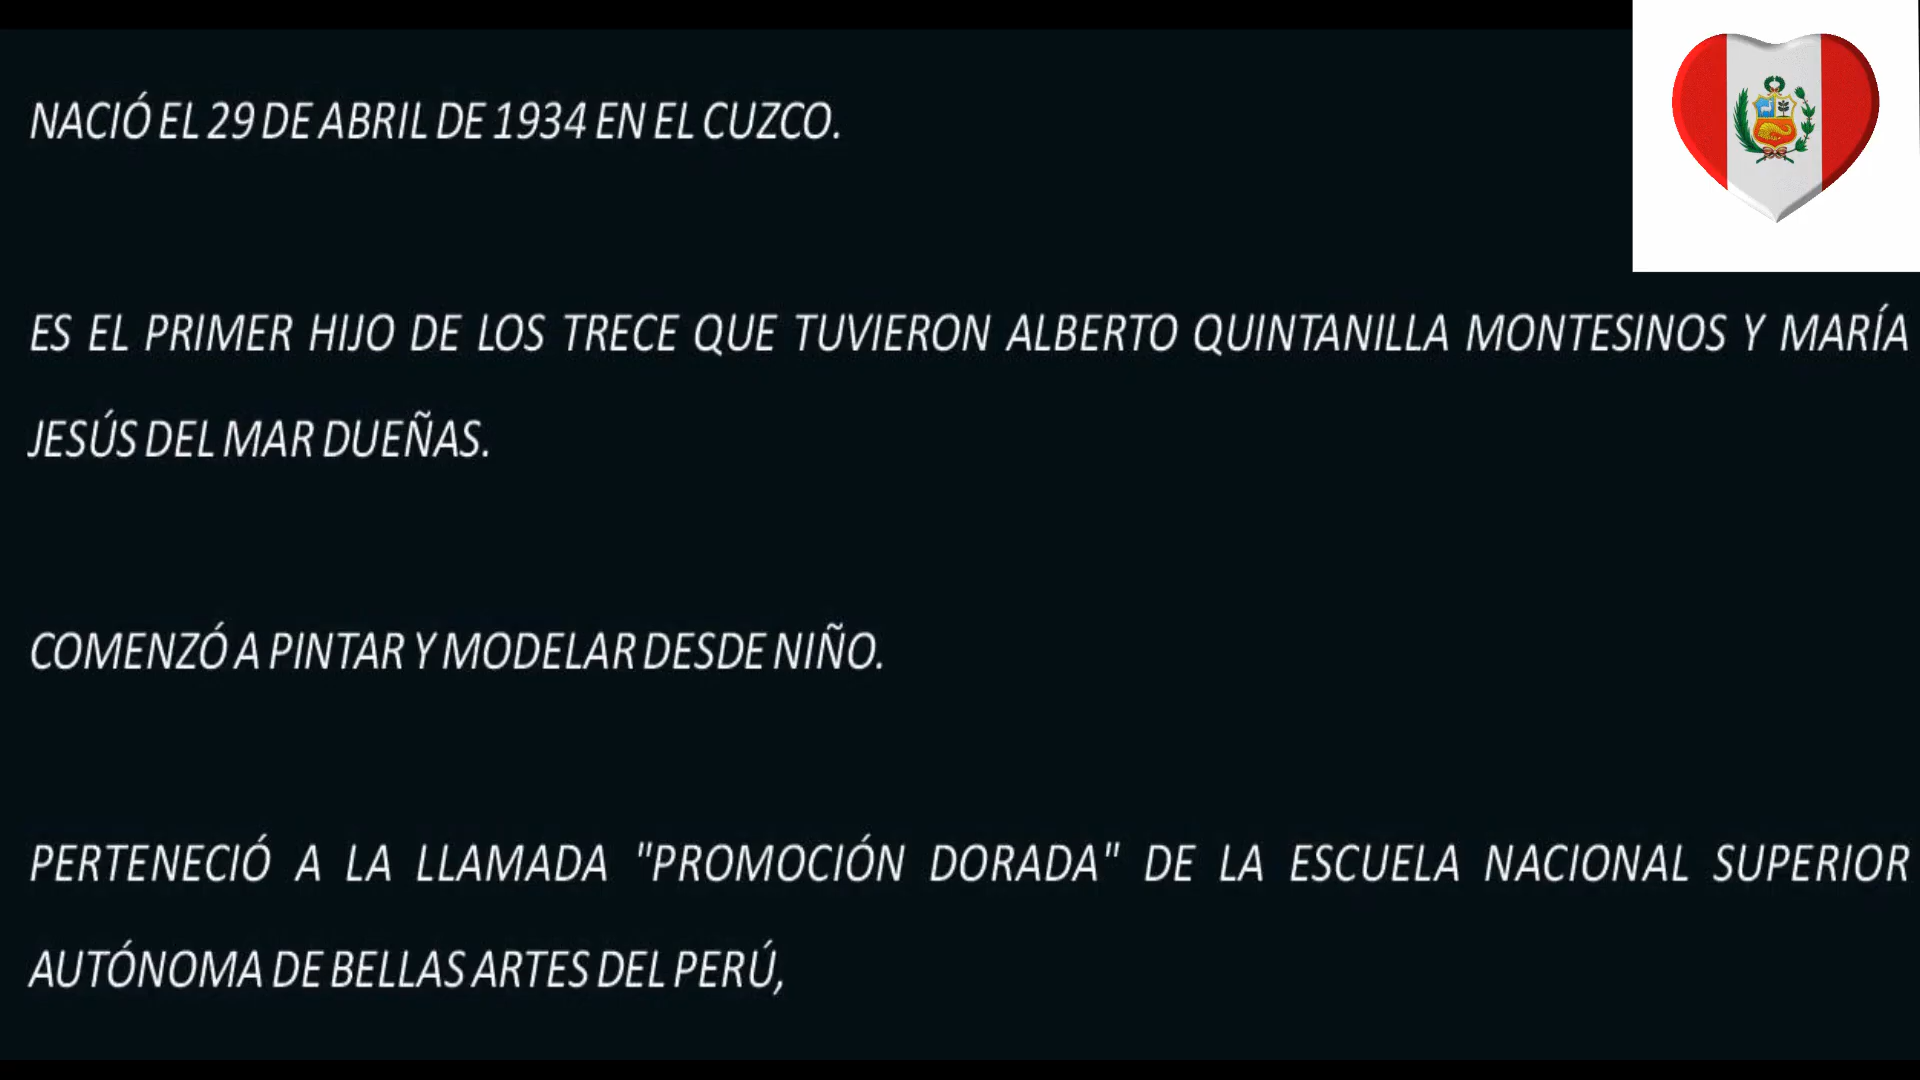 NACIÓ EL 29 DE ABRIL DE 1934 EN EL CUZCO.
ES EL PRIMER HIJO DE LOS TRECE QUE TUVIERON ALBERTO QUINTANILLA MONTESINOS Y MARÍA
JESÚS DEL MAR DUEÑAS.
COMENZÓ A PINTAR Y MODELAR DESDE NIÑO.
PERTENECIÓ A LA LLAMADA "PROMOCIÓN DORADA" DE LA ESCUELA NACIONAL SUPERIOR
AUTÓNOMA DE BELLAS ARTES DEL PERÚ,